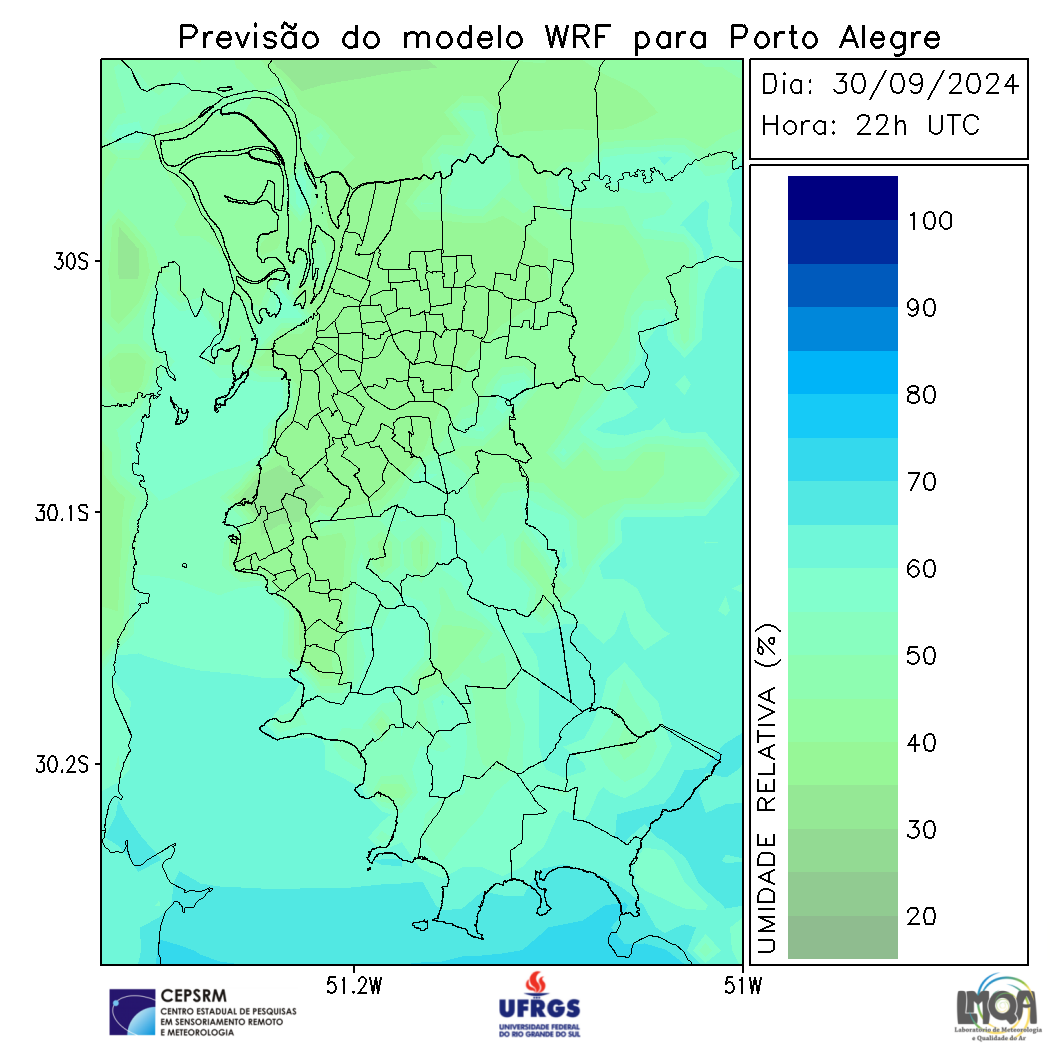 Previsão do modelo WRF para Porto Alegre
Dia: 30/09/2024
Hora: 22h UTC
30S
30.1S
30.2S
51.2W
51W
100
90
80
70
60
50
40
30
20
UMIDADE RELATIVA (%)
CEPSRM
CENTRO ESTADUAL DE PESQUISAS
EM SENSORIAMENTO REMOTO
E METEOROLOGIA
UFRGS
UNIVERSIDADE FEDERAL
DO RIO GRANDE DO SUL
LMQA
Laboratório de Meteorologia
e Qualidade do Ar